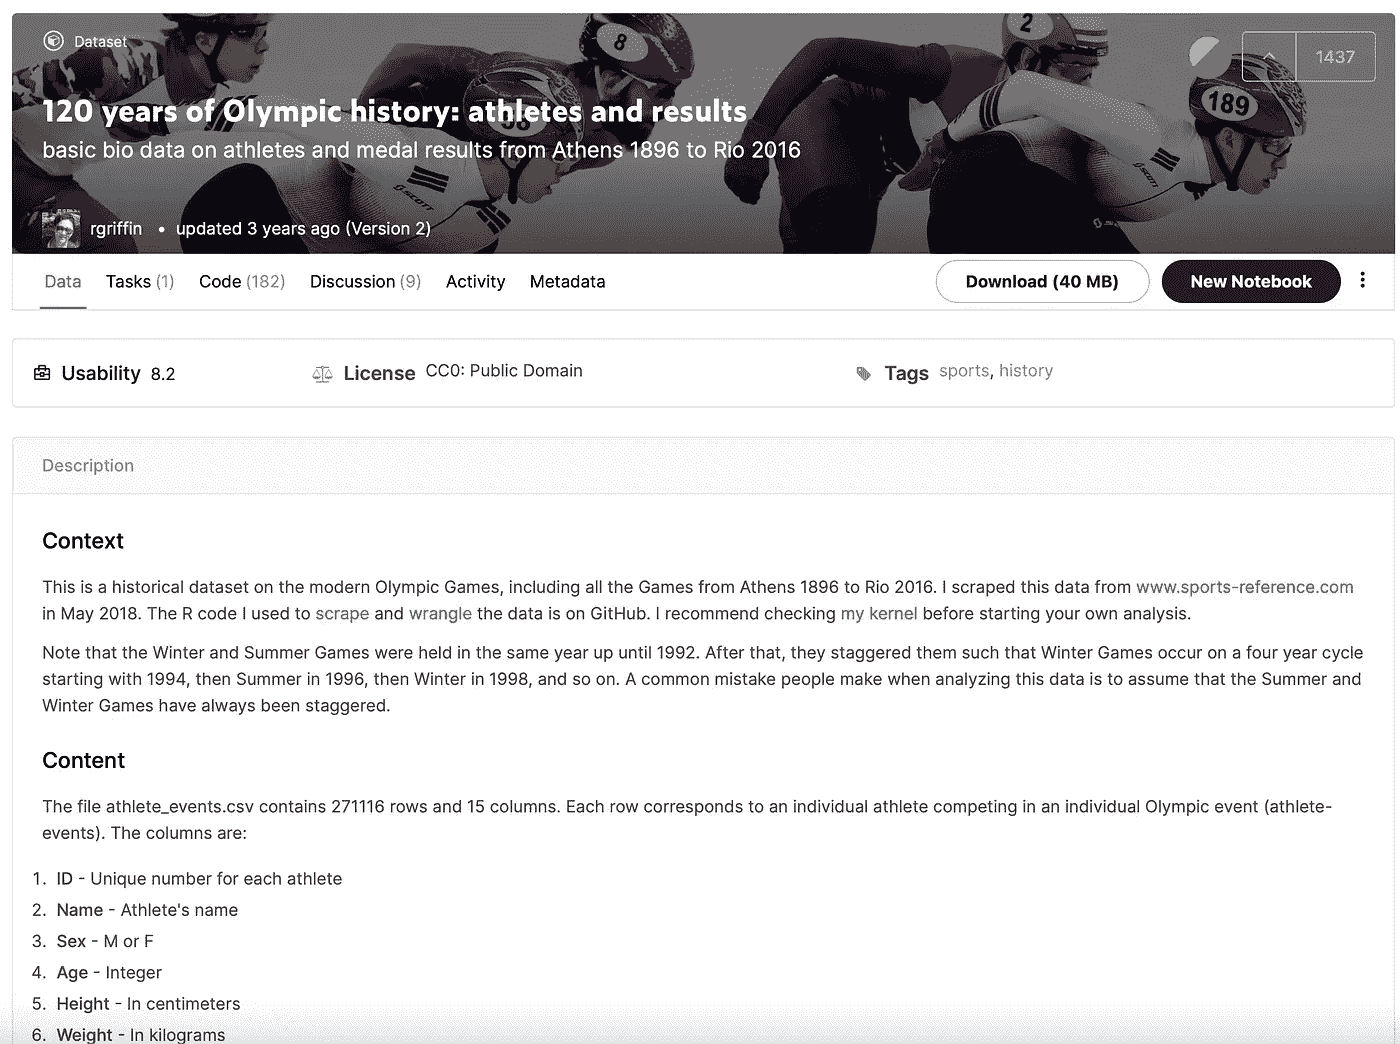 Dataset
2
8
1437
189
120 years of Olympic history: athletes and results
basic bio data on athletes and medal results from Athens 1896 to Rio 2016
SCOTT
SCOTT
rgriffin • updated 3 years ago (Version 2)
Data Tasks (1) Code (182) Discussion (9) Activity Metadata Download (40 MB) New Notebook
Usability 8.2 License CC0: Public Domain Tags sports, history
Description
Context
This is a historical dataset on the modern Olympic Games, including all the Games from Athens 1896 to Rio 2016. I scraped this data from www.sports-reference.com
in May 2018. The R code I used to scrape and wrangle the data is on GitHub. I recommend checking my kernel before starting your own analysis.
Note that the Winter and Summer Games were held in the same year up until 1992. After that, they staggered them such that Winter Games occur on a four year cycle
starting with 1994, then Summer in 1996, then Winter in 1998, and so on. A common mistake people make when analyzing this data is to assume that the Summer and
Winter Games have always been staggered.
Content
The file athlete_events.csv contains 271116 rows and 15 columns. Each row corresponds to an individual athlete competing in an individual Olympic event (athlete-
events). The columns are:
1. ID - Unique number for each athlete
2. Name - Athlete's name
3. Sex - M or F
4. Age - Integer
5. Height - In centimeters
6. Weight - In kilograms